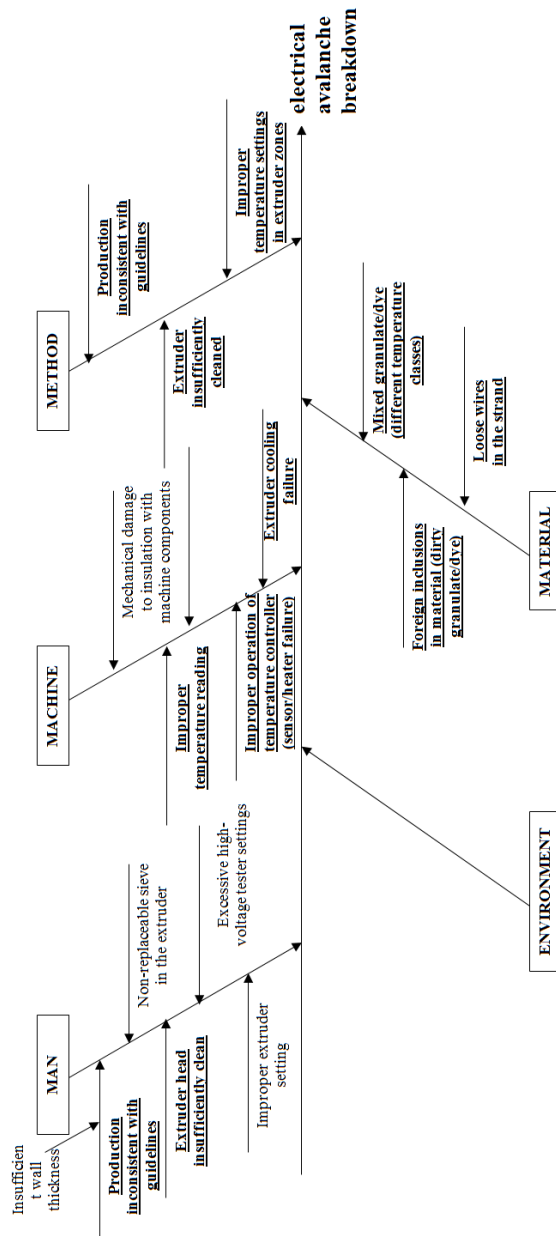 MAN
MACHINE
METHOD
Insufficien
t wall
thickness
Production
inconsistent with
guidelines
Non-replaceable sieve
in the extruder
Extruder head
insufficiently clean
Excessive high-
voltage tester settings
Improper extruder
setting
Mechanical damage
to insulation with
machine components
Improper
temperature reading
Extruder cooling
failure
Improper operation of
temperature controller
(sensor/heater failure)
Production
inconsistent with
guidelines
Extruder
insufficiently
cleaned
Improper
temperature settings
in extruder zones
electrical
avalanche
breakdown
Mixed granulate/dye
(different temperature
classes)
Foreign inclusions
in material (dirty
granulate/dye)
Loose wires
in the strand
ENVIRONMENT
MATERIAL